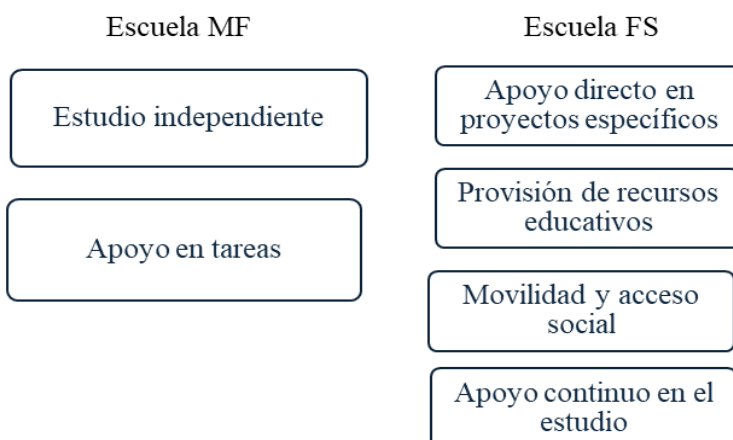 Escuela MF
Estudio independiente
Apoyo en tareas
Escuela FS
Apoyo directo en
proyectos específicos
Provisión de recursos
educativos
Movilidad y acceso
social
Apoyo continuo en el
estudio